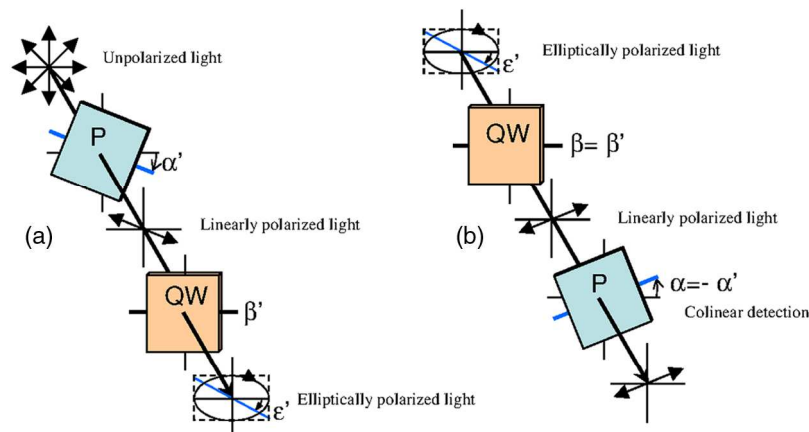 Unpolarized light
P
α’
(a)
Linearly polarized light
QW
β’
ε’
Elliptically polarized light
Elliptically polarized light
ε’
QW
β= β’
(b)
Linearly polarized light
P
α=- α’
Colinear detection